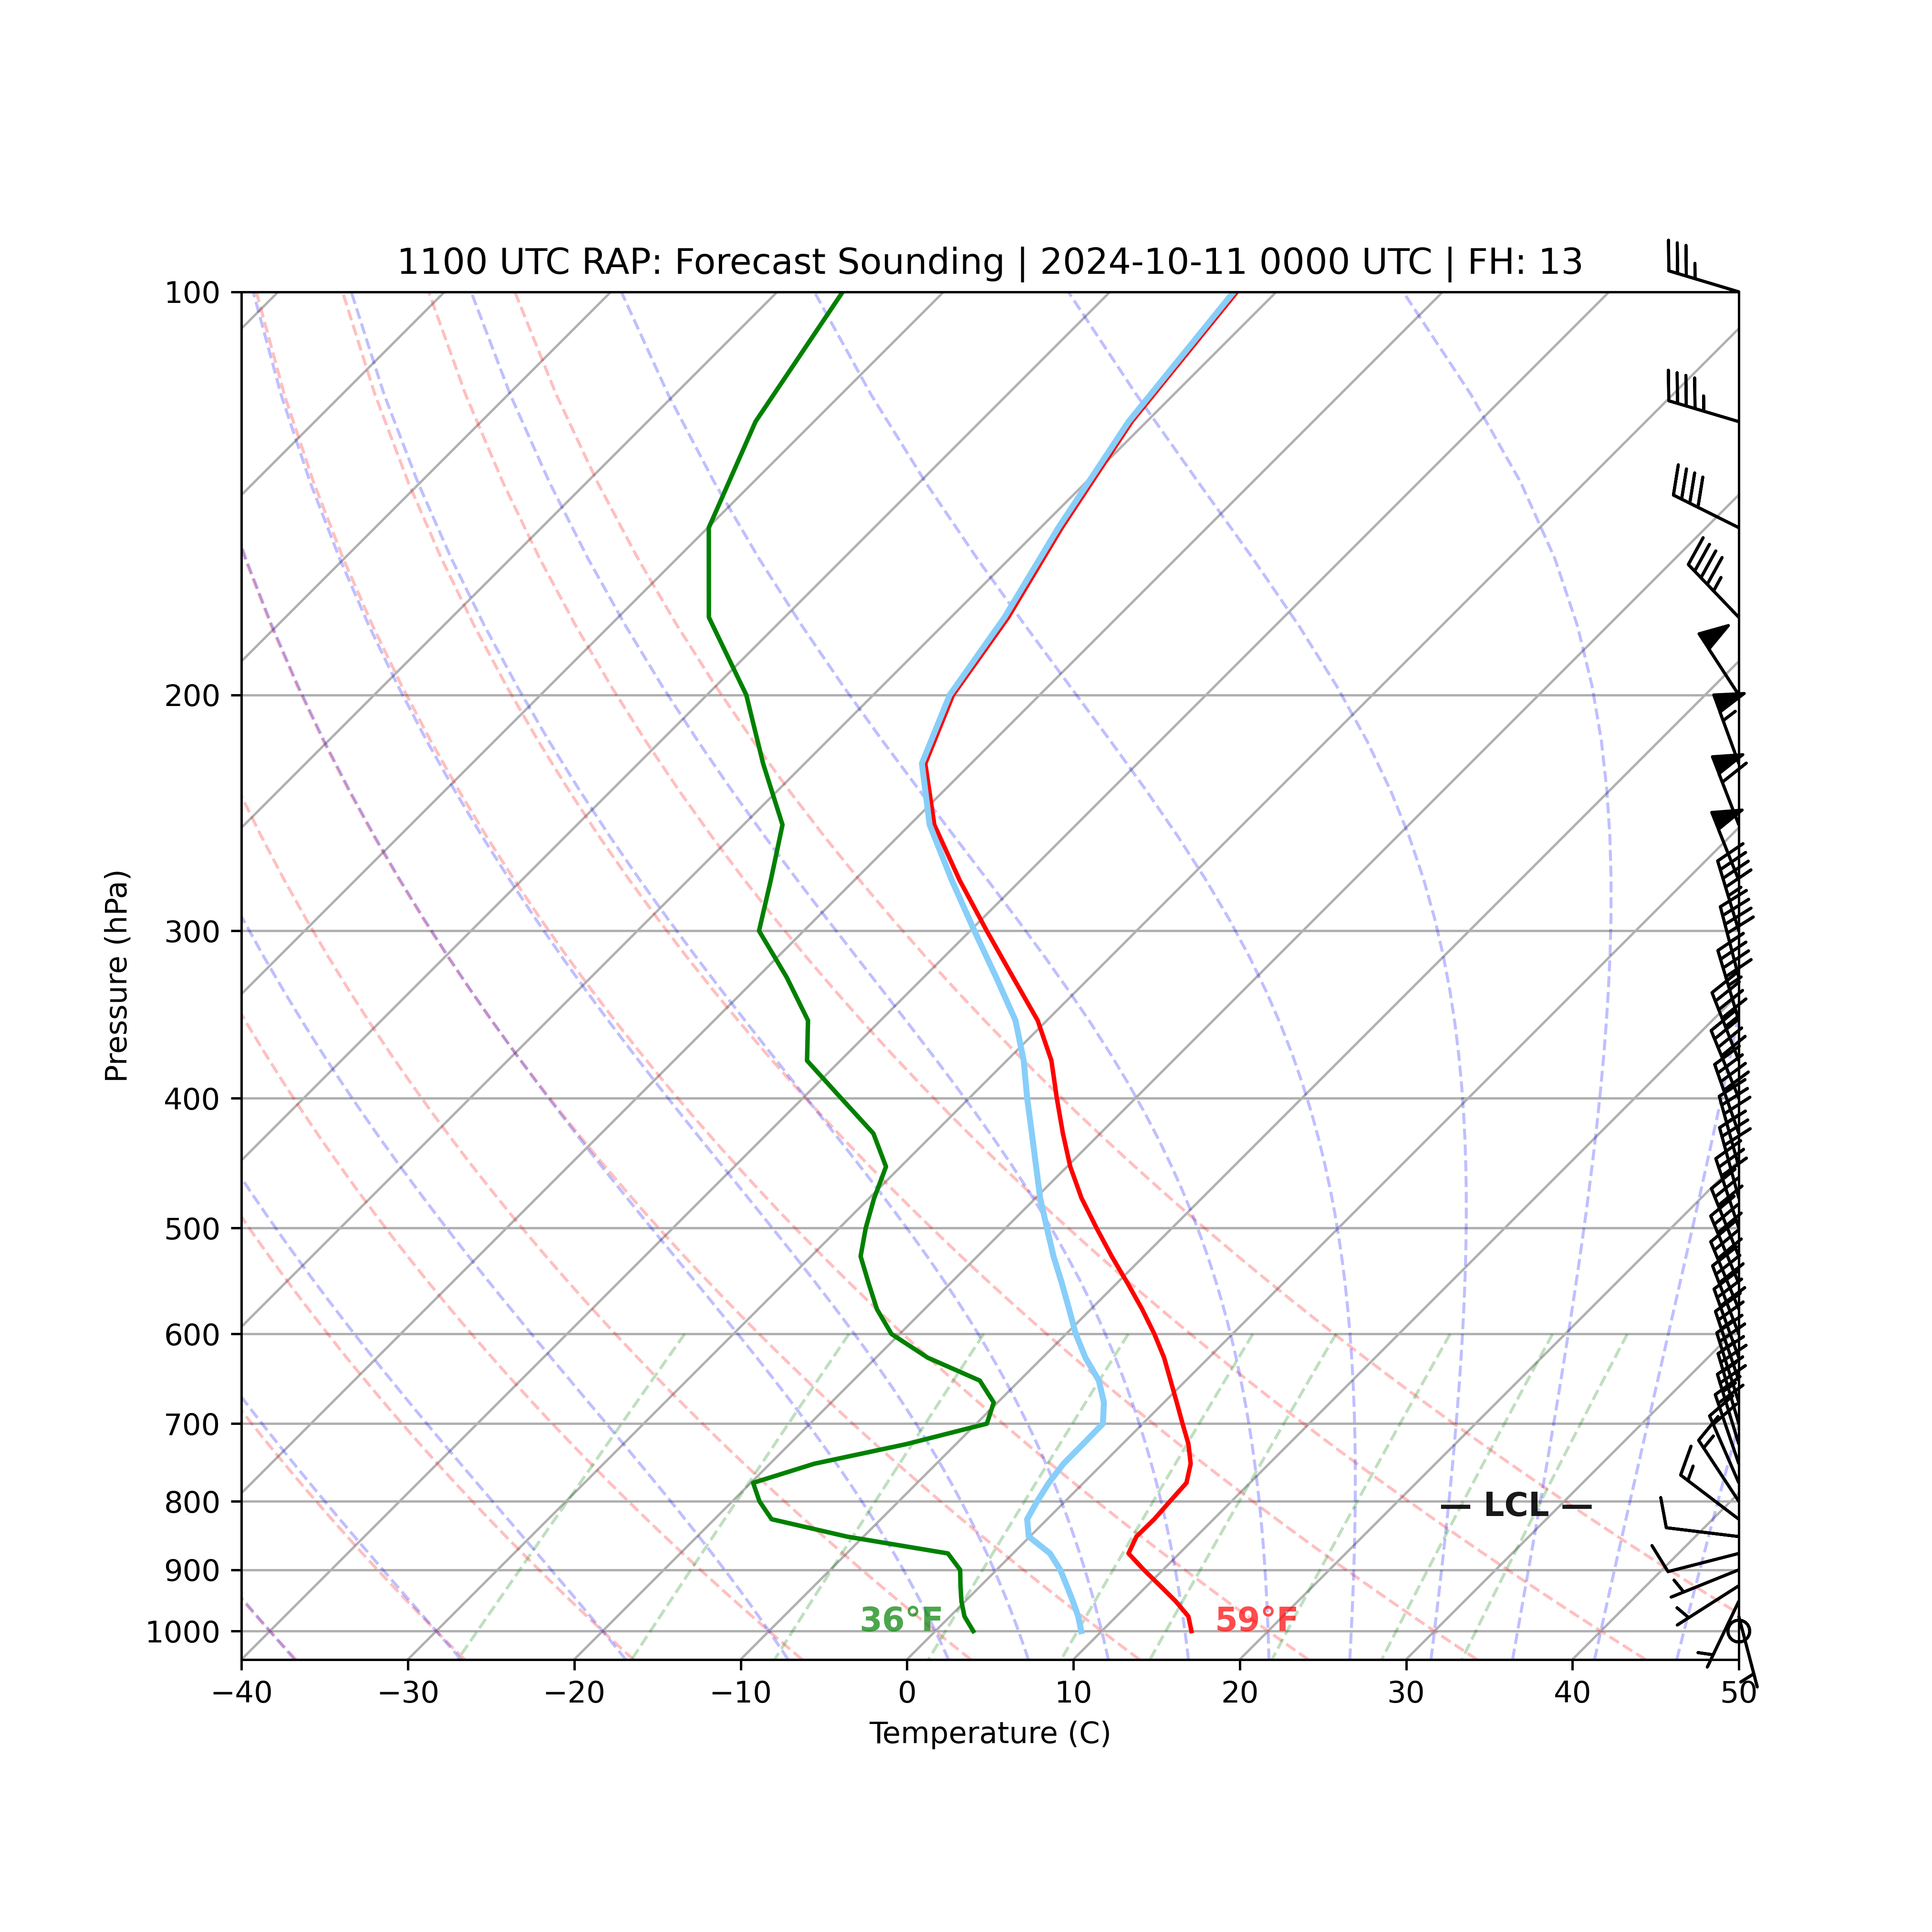 1100 UTC RAP: Forecast Sounding | 2024-10-11 0000 UTC | FH: 13
100
200
300
400
500
600
700
800
900
1000
Pressure (hPa)
— LCL —
36°F
59°F
−40 −30 −20 −10 0 10 20 30 40 50
Temperature (C)